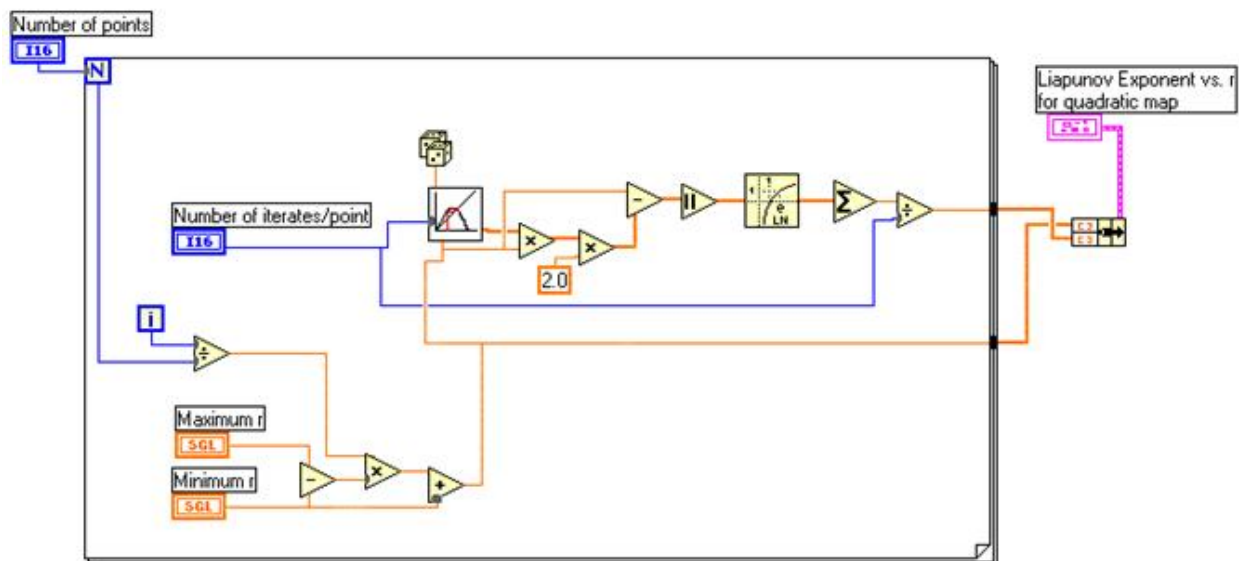 Number of points
I16
N
Liapunov Exponent vs. r
for quadratic map
Number of iterates/point
I16
2.0
LN
i
Maximum r
SGL
Minimum r
SGL